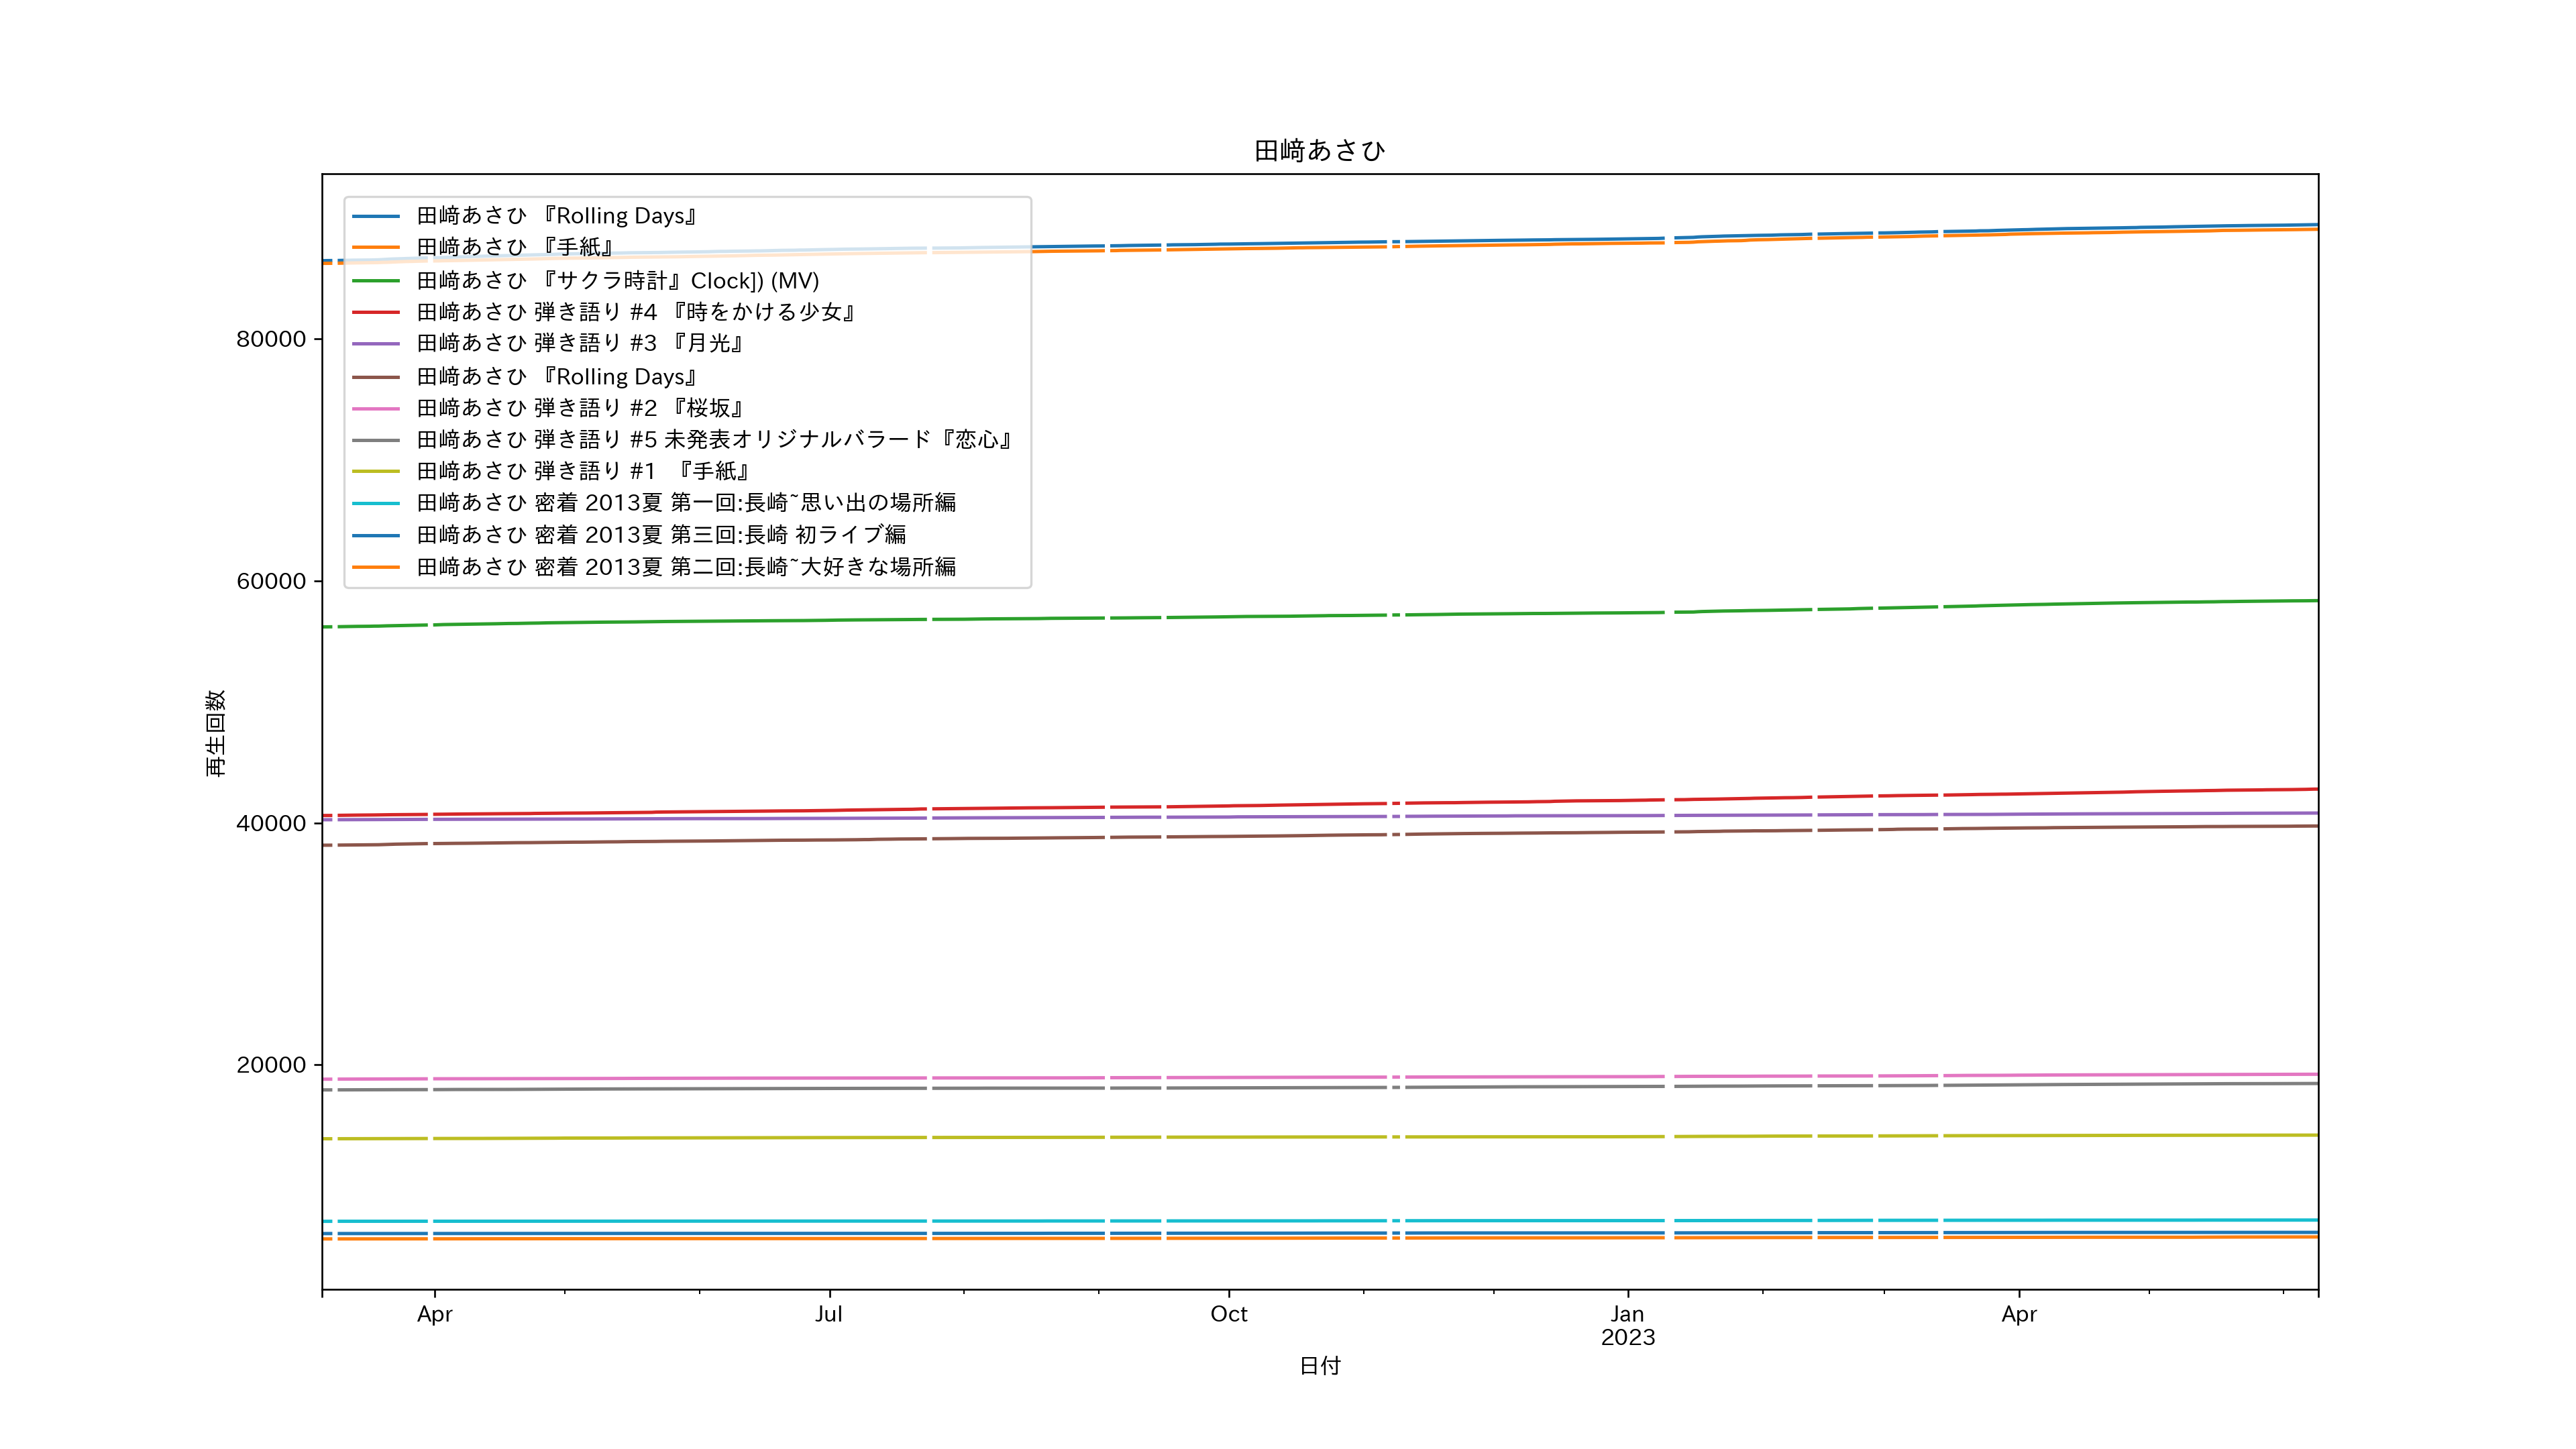 田﨑あさひ
田﨑あさひ 『Rolling Days』
田﨑あさひ 『手紙』
田﨑あさひ 『サクラ時計』Clock]) (MV)
田﨑あさひ 弾き語り #4 『時をかける少女』
田﨑あさひ 弾き語り #3 『月光』
田﨑あさひ 『Rolling Days』
田﨑あさひ 弾き語り #2 『桜坂』
田﨑あさひ 弾き語り #5 未発表オリジナルバラード『恋心』
田﨑あさひ 弾き語り #1 『手紙』
田﨑あさひ 密着 2013夏 第一回:長崎~思い出の場所編
田﨑あさひ 密着 2013夏 第三回:長崎 初ライブ編
田﨑あさひ 密着 2013夏 第二回:長崎~大好きな場所編
80000
60000
40000
20000
再生回数
Apr Jul Oct Jan Apr
2023
日付